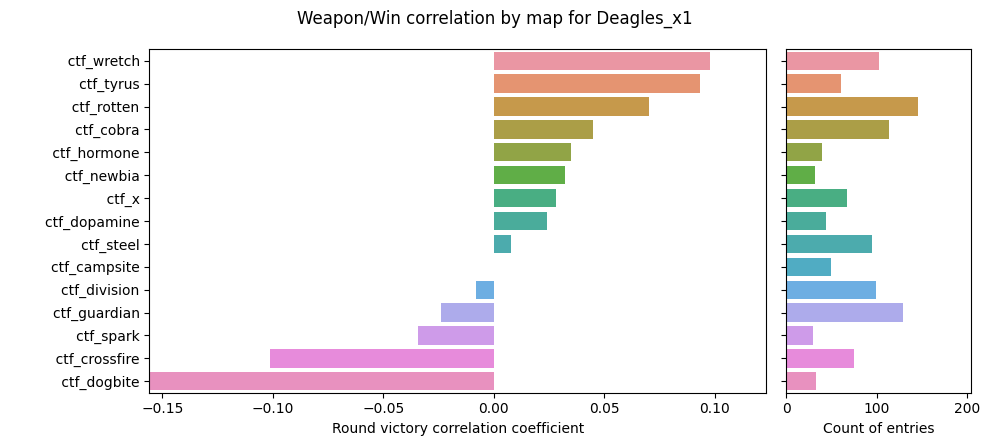 Weapon/Win correlation by map for Deagles_x1
ctf_wretch
ctf_tyrus
ctf_rotten
ctf_cobra
ctf_hormone
ctf_newbia
ctf_x
ctf_dopamine
ctf_steel
ctf_campsite
ctf_division
ctf_guardian
ctf_spark
ctf_crossfire
ctf_dogbite
−0.15 −0.10 −0.05 0.00 0.05 0.10
Round victory correlation coefficient
0 100 200
Count of entries